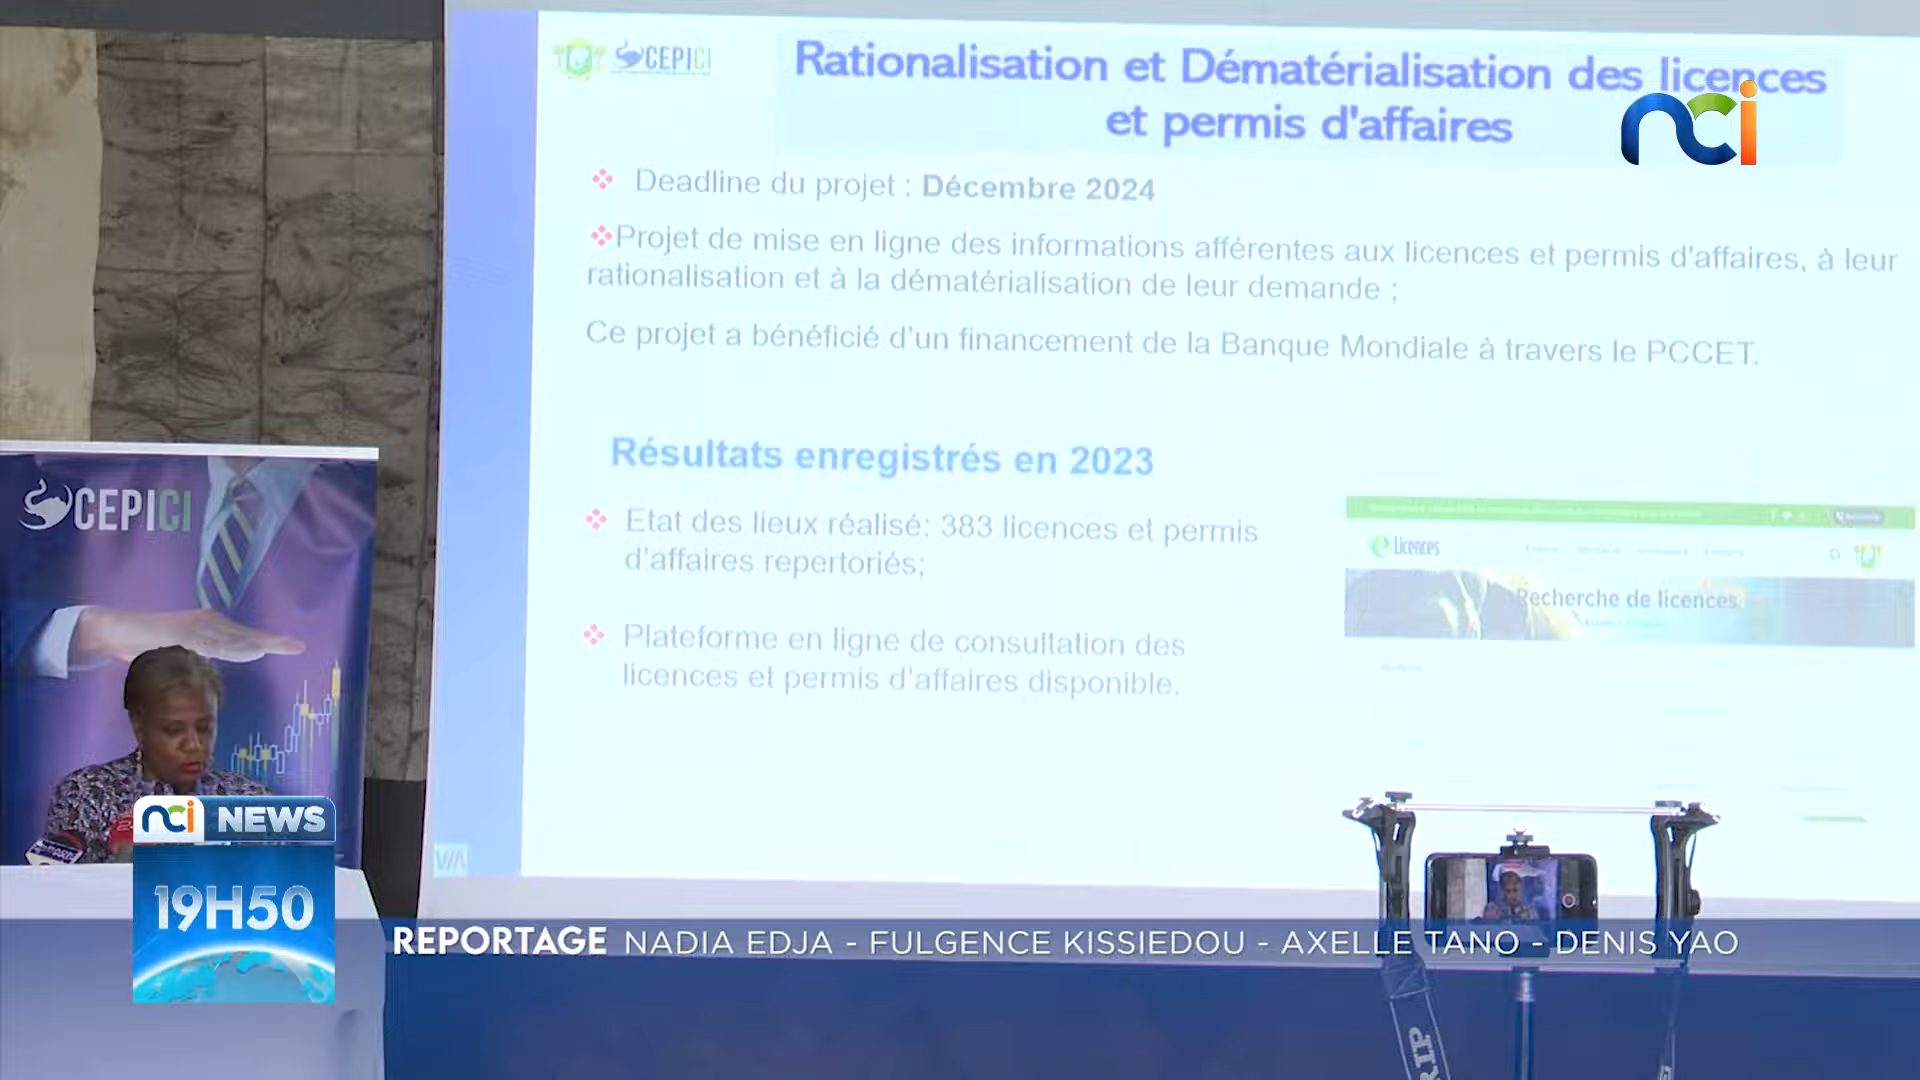 CEPICI
Rationalisation et Dématérialisation des licences
et permis d'affaires
nci
Deadline du projet : Décembre 2024
Projet de mise en ligne des informations afférentes aux licences et permis d'affaires, à leur
rationalisation et à la dématérialisation de leur demande ;
Ce projet a bénéficié d'un financement de la Banque Mondiale à travers le PCCET.
Résultats enregistrés en 2023
Etat des lieux réalisé: 383 licences et permis
d'affaires repertoriés;
Plateforme en ligne de consultation des
licences et permis d'affaires disponible.
Licences
Recherche de licences
CEPICI
nci NEWS
19H50
REPORTAGE NADIA EDJA - FULGENCE KISSIEDOU - AXELLE TANO - DENIS YAO